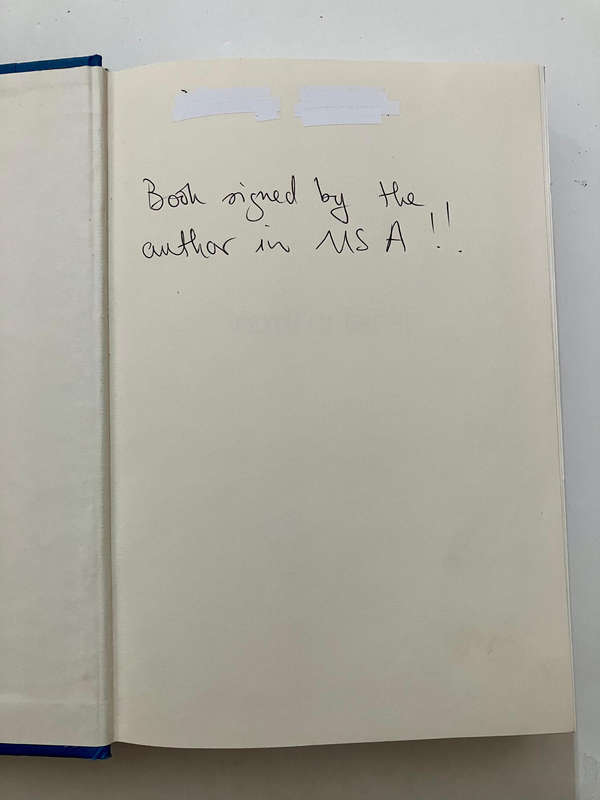 Book signed by the
author in USA!!